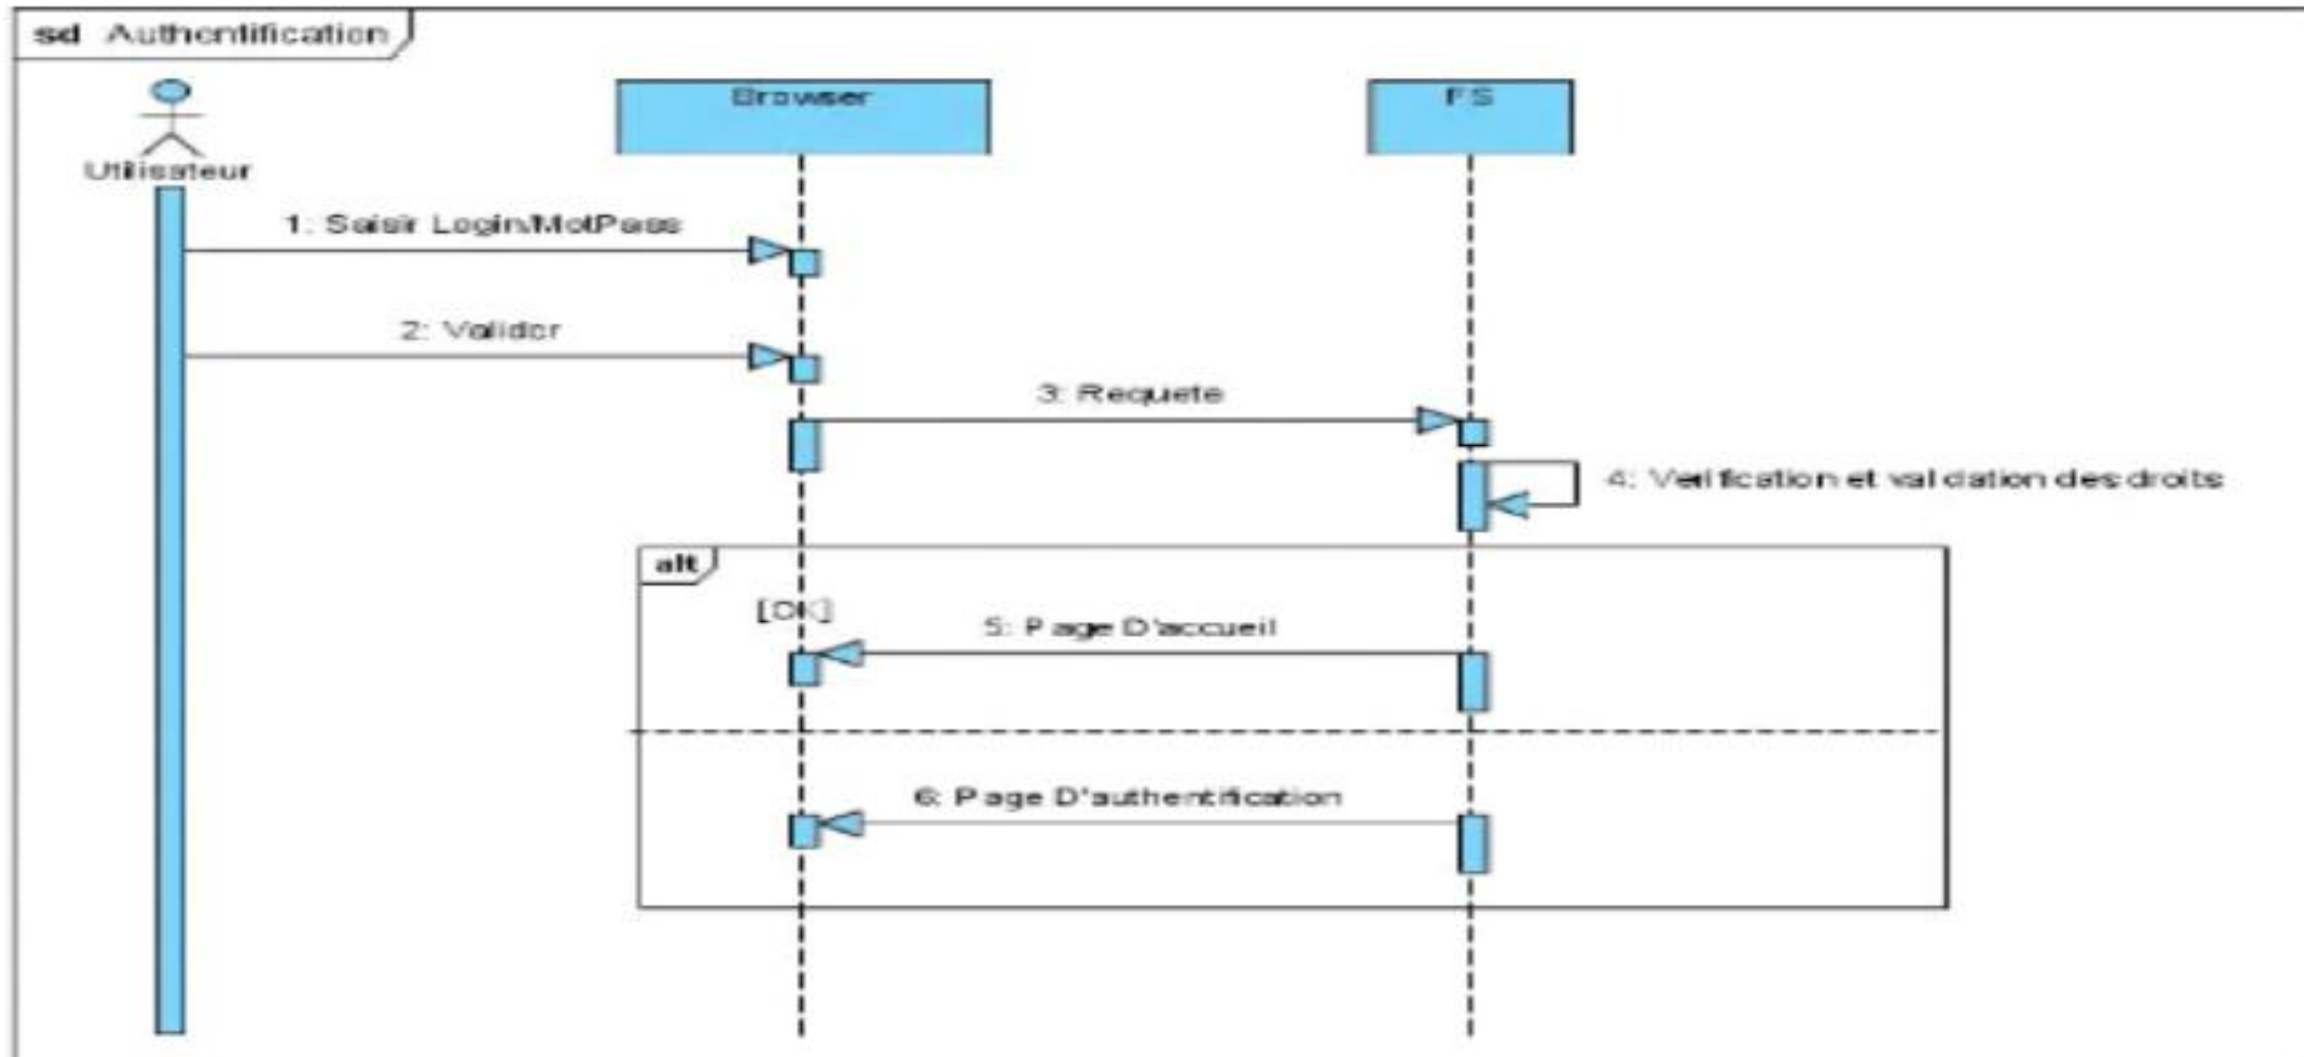 sd Authentification
Browser
FS
Utilisateur
1: Saisir Login/MotPass
2: Valider
3: Requete
4: Verification et validation des droits
alt
[OK]
5: Page D'accueil
6: Page D'authentification